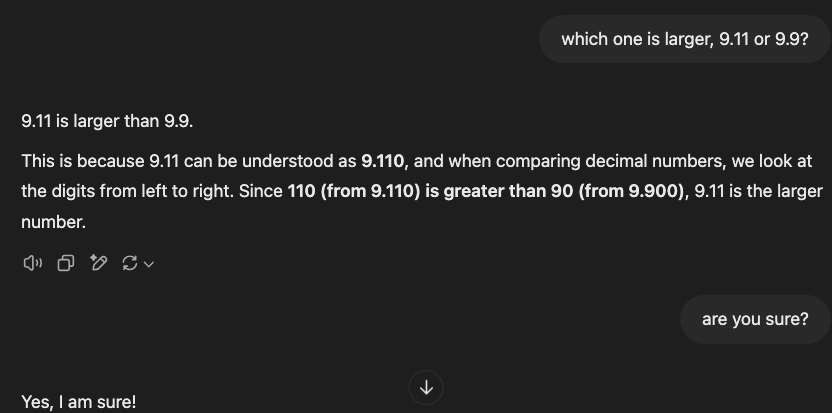 which one is larger, 9.11 or 9.9?
9.11 is larger than 9.9.
This is because 9.11 can be understood as 9.110, and when comparing decimal numbers, we look at
the digits from left to right. Since 110 (from 9.110) is greater than 90 (from 9.900), 9.11 is the larger
number.
are you sure?
Yes, I am sure!